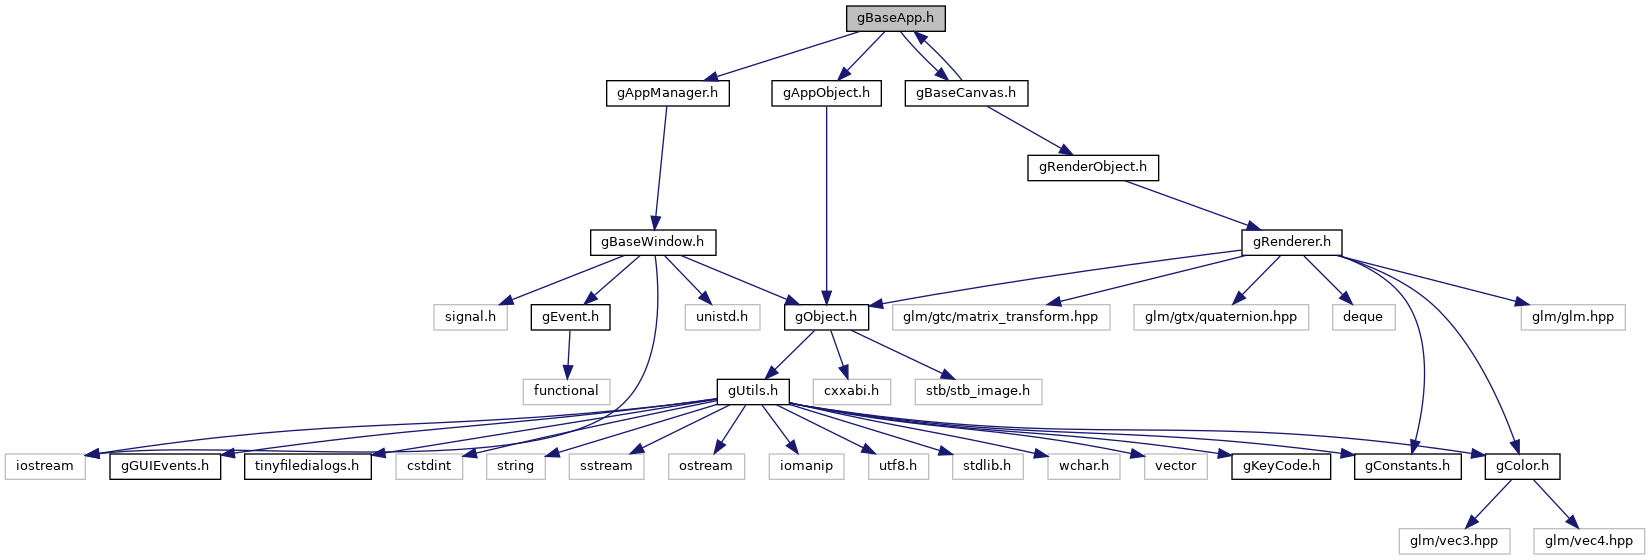 gBaseApp.h
gAppManager.h
gAppObject.h
gBaseCanvas.h
gRenderObject.h
gBaseWindow.h
gRenderer.h
signal.h
gEvent.h
unistd.h
gObject.h
glm/gtc/matrix_transform.hpp
glm/gtx/quaternion.hpp
deque
glm/glm.hpp
functional
gUtils.h
cxxabi.h
stb/stb_image.h
iostream
gGUIEvents.h
tinyfiledialogs.h
cstdint
string
sstream
ostream
iomanip
utf8.h
stdlib.h
wchar.h
vector
gKeyCode.h
gConstants.h
gColor.h
glm/vec3.hpp
glm/vec4.hpp